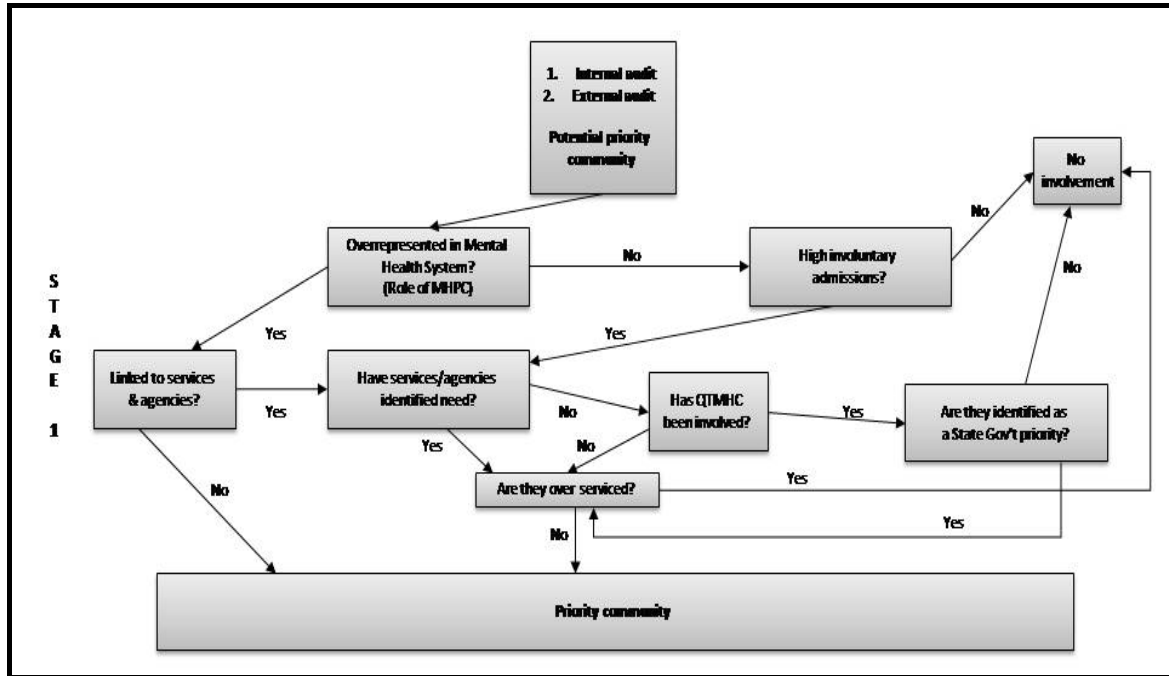 1. Internal audit
2. External audit
Potential priority
community
No
involvement
No
Overrepresented in Mental
Health System?
(Role of MHPC)
No
High involuntary
admissions?
No
S
T
A
G
E
1
Yes
Yes
Linked to services
& agencies?
Yes
Have services/agencies
identified need?
No
Has QTMHC
been involved?
Yes
Are they identified as
a State Gov't priority?
Yes
No
Are they over serviced?
Yes
No
Yes
No
Priority community